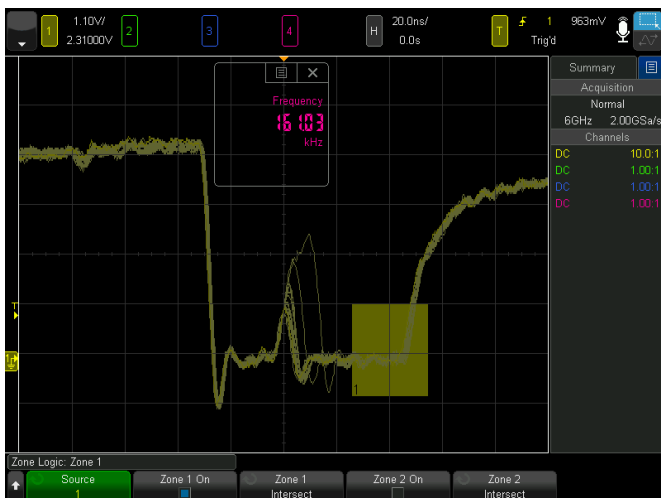 1 1.10V/ 2 3 4 H 20.0ns/ T 1 963mV
2.31000V 0.0s Trig'd
Summary
Acquisition
Normal
6GHz 2.00GSa/s
Channels
DC 10.0:1
DC 1.00:1
DC 1.00:1
DC 1.00:1
Frequency
161.03
kHz
T
1
Zone Logic: Zone 1
Source Zone 1 On Zone 1 Zone 2 On Zone 2
1 Intersect Intersect